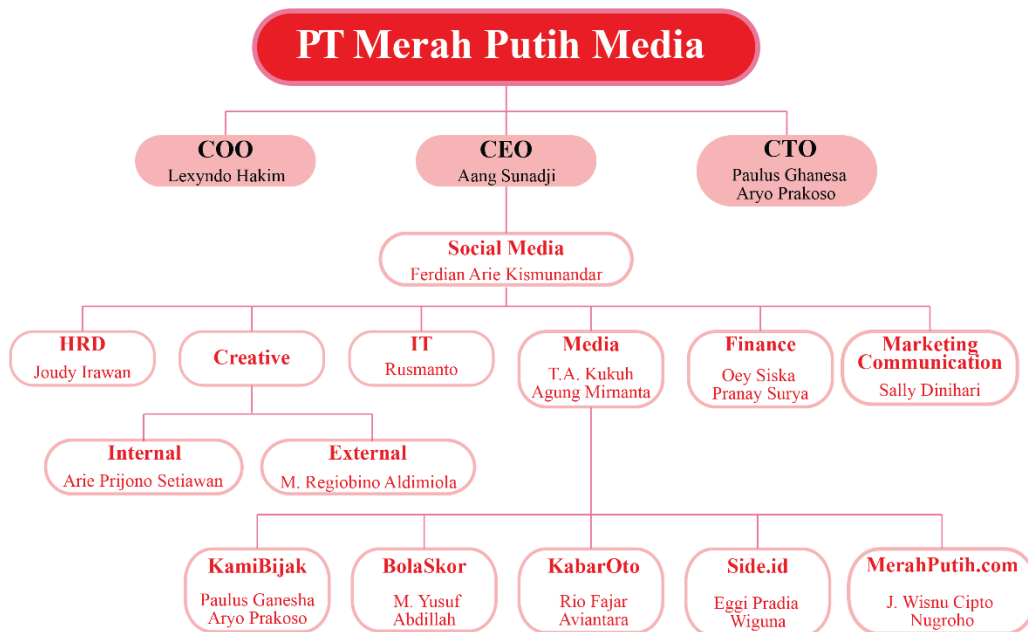 PT Merah Putih Media
COO
Lexyndo Hakim
CEO
Aang Sunadji
CTO
Paulus Ghanesa
Aryo Prakoso
Social Media
Ferdian Arie Kismunandar
HRD
Joudy Irawan
Creative
IT
Rusmanto
Media
T.A. Kukuh
Agung Mirnanta
Finance
Oey Siska
Pranay Surya
Marketing
Communication
Sally Dinihari
Internal
Arie Prijono Setiawan
External
M. Regiobino Aldimiola
KamiBijak
Paulus Ganesha
Aryo Prakoso
BolaSkor
M. Yusuf
Abdillah
KabarOto
Rio Fajar
Aviantara
Side.id
Eggi Pradia
Wiguna
MerahPutih.com
J. Wisnu Cipto
Nugroho